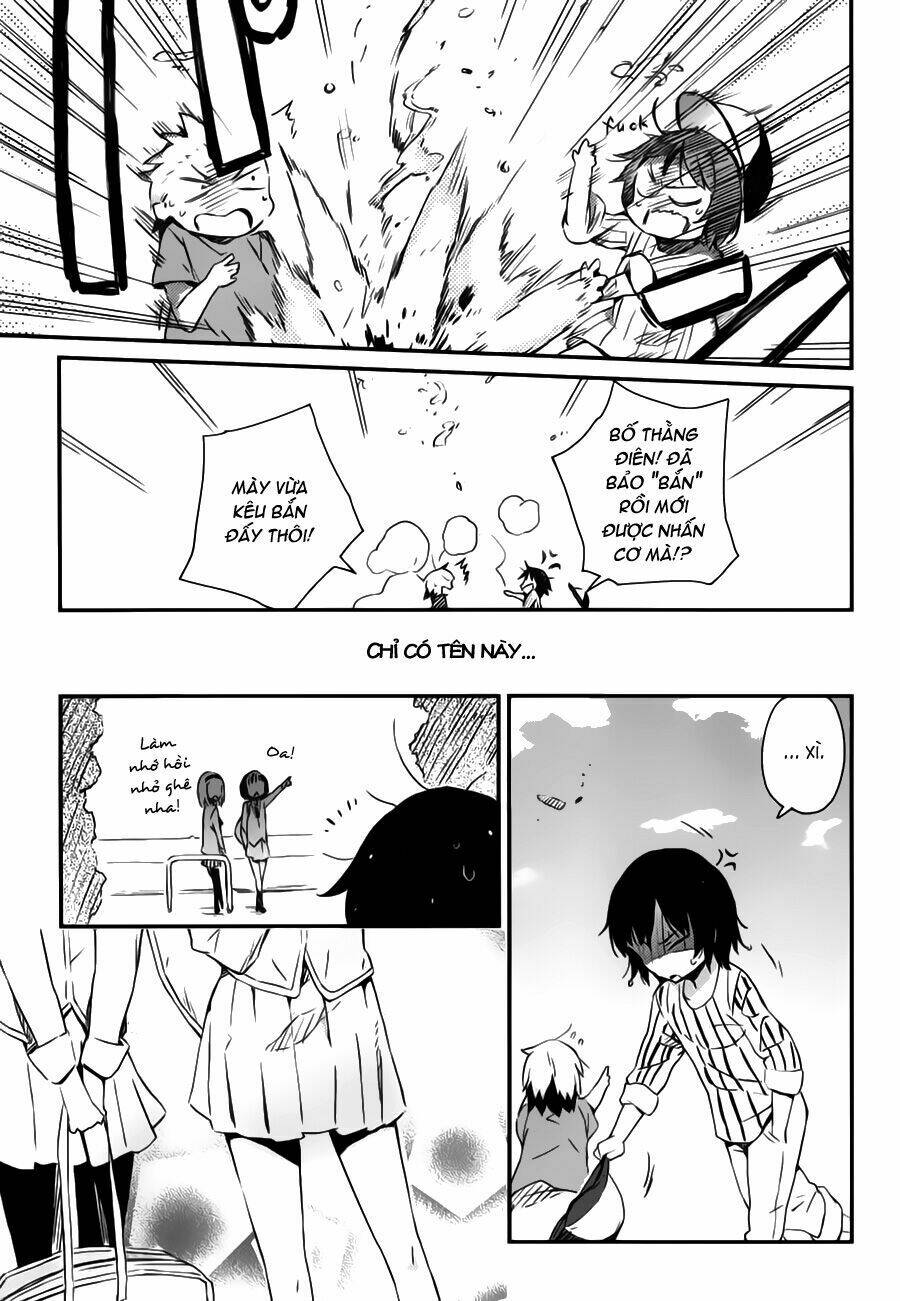 fuck
BỐ THẰNG
ĐIÊN! ĐÃ
BẢO "BẮN"
RỒI MỚI
ĐƯỢC NHẤN
CƠ MÀ!?
MÀY VỪA
KÊU BẮN
ĐẤY THÔI!
CHỈ CÓ TÊN NÀY...
... XÌ.
Oa!
Làm
nhớ hồi
nhỏ ghê
nha!